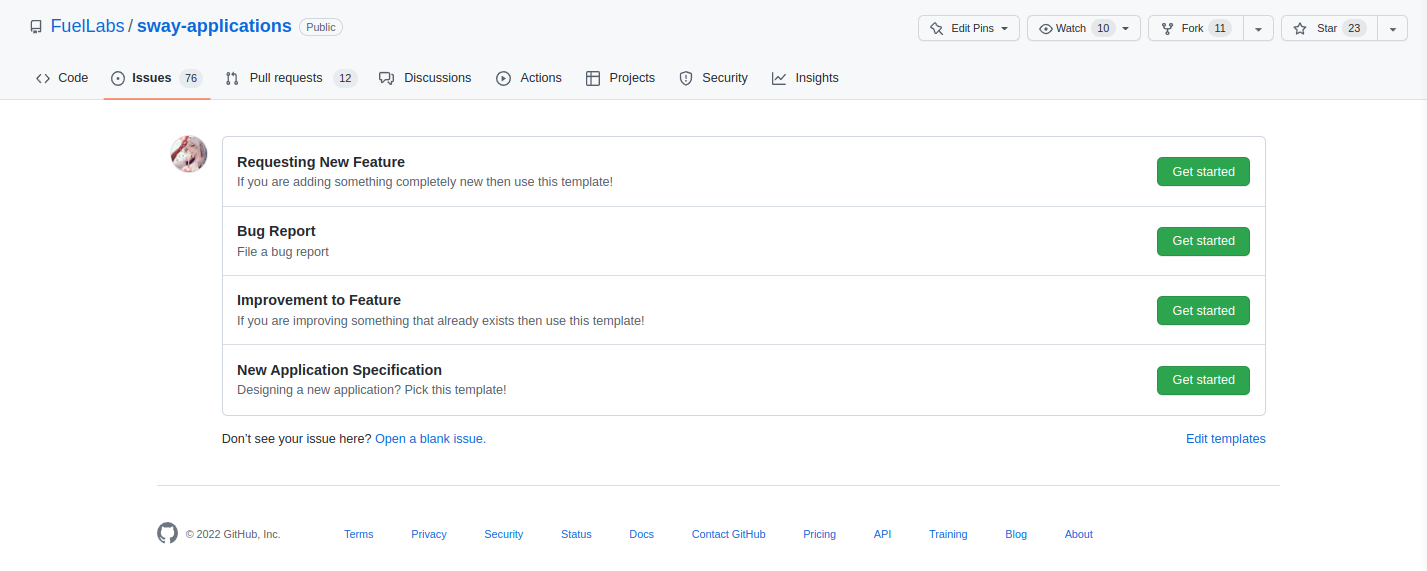 FuelLabs / sway-applications Public Edit Pins Watch 10 Fork 11 Star 23
Code Issues 76 Pull requests 12 Discussions Actions Projects Security Insights
Requesting New Feature
If you are adding something completely new then use this template!
Get started
Bug Report
File a bug report
Get started
Improvement to Feature
If you are improving something that already exists then use this template!
Get started
New Application Specification
Designing a new application? Pick this template!
Get started
Don’t see your issue here? Open a blank issue. Edit templates
© 2022 GitHub, Inc. Terms Privacy Security Status Docs Contact GitHub Pricing API Training Blog About